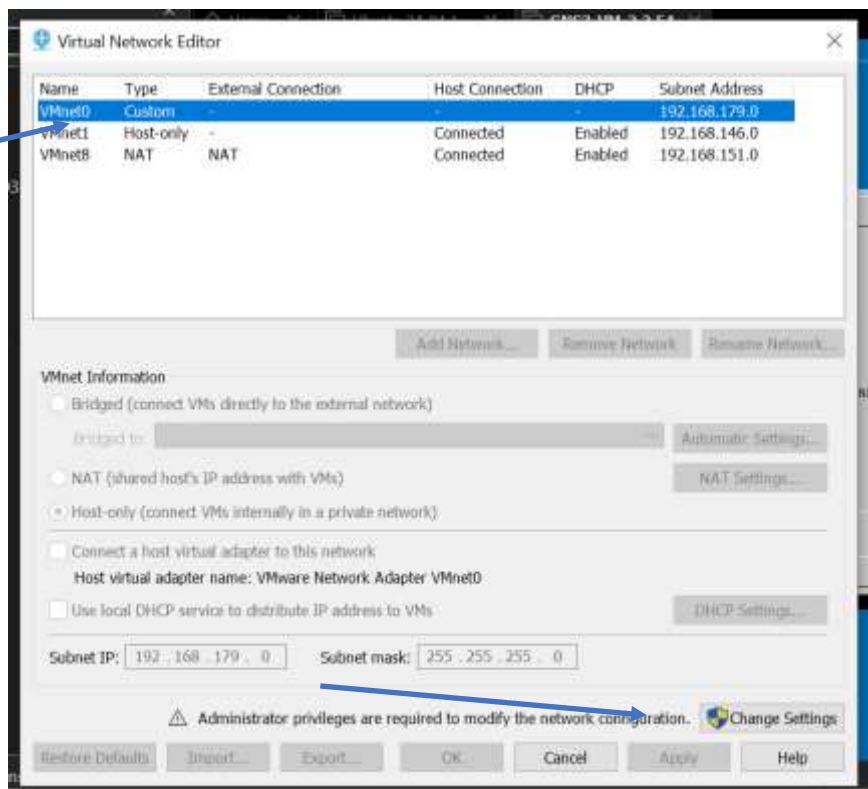 Virtual Network Editor
Name Type External Connection Host Connection DHCP Subnet Address
VMnet0 Custom - - - 192.168.179.0
VMnet1 Host-only - Connected Enabled 192.168.146.0
VMnet8 NAT NAT Connected Enabled 192.168.151.0
Add Network... Remove Network Rename Network...
VMnet Information
Bridged (connect VMs directly to the external network)
Bridged to: Automatic Settings...
NAT (shared host's IP address with VMs) NAT Settings...
Host-only (connect VMs internally in a private network)
Connect a host virtual adapter to this network
Host virtual adapter name: VMware Network Adapter VMnet0
Use local DHCP service to distribute IP address to VMs DHCP Settings...
Subnet IP: 192 . 168 . 179 . 0 Subnet mask: 255 . 255 . 255 . 0
Administrator privileges are required to modify the network configuration. Change Settings
Restore Defaults Import... Export... OK Cancel Apply Help